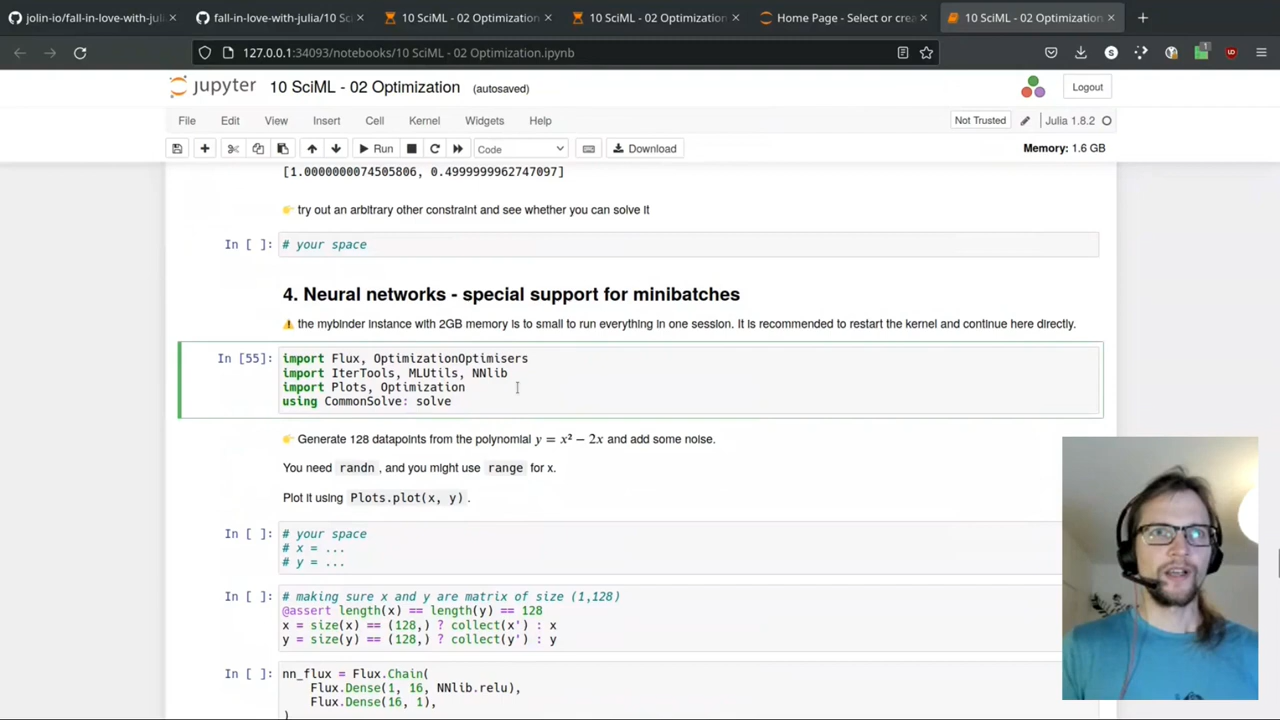 jolin-io/fall-in-love-with-juli
fall-in-love-with-julia/10 Sci
10 SciML - 02 Optimization
10 SciML - 02 Optimization
Home Page - Select or crea
10 SciML - 02 Optimization
127.0.0.1:34093/notebooks/10 SciML - 02 Optimization.ipynb
jupyter 10 SciML - 02 Optimization (autosaved)
Logout
File Edit View Insert Cell Kernel Widgets Help
Not Trusted
Julia 1.8.2
Run
Code
Download
Memory: 1.6 GB
[1.0000000074505806, 0.4999999962747097]
👉 try out an arbitrary other constraint and see whether you can solve it
In [ ]: # your space
4. Neural networks - special support for minibatches
⚠️ the mybinder instance with 2GB memory is to small to run everything in one session. It is recommended to restart the kernel and continue here directly.
In [55]: import Flux, OptimizationOptimisers
import IterTools, MLUtils, NNlib
import Plots, Optimization
using CommonSolve: solve
👉 Generate 128 datapoints from the polynomial y = x² − 2x and add some noise.
You need randn, and you might use range for x.
Plot it using Plots.plot(x, y).
In [ ]: # your space
# x = ...
# y = ...
In [ ]: # making sure x and y are matrix of size (1,128)
@assert length(x) == length(y) == 128
x = size(x) == (128,) ? collect(x') : x
y = size(y) == (128,) ? collect(y') : y
In [ ]: nn_flux = Flux.Chain(
Flux.Dense(1, 16, NNlib.relu),
Flux.Dense(16, 1),
)